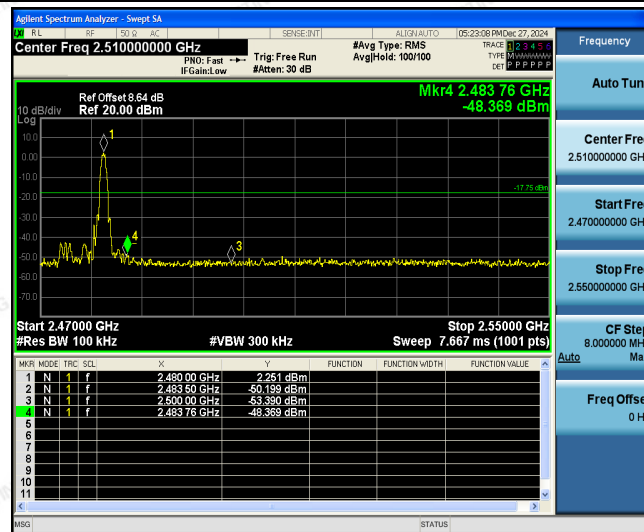 Agilent Spectrum Analyzer - Swept SA
LXI RL RF 50 Ω AC SENSE:INT ALIGN AUTO 05:23:08 PM Dec 27, 2024
Center Freq 2.510000000 GHz
PNO: Fast
IFGain:Low
Trig: Free Run
#Atten: 30 dB
#Avg Type: RMS
Avg|Hold: 100/100
TRACE 1 2 3 4 5 6
TYPE M
DET P P P P P P
Frequency
Mkr4 2.483 76 GHz
-48.369 dBm
Ref Offset 8.64 dB
10 dB/div Ref 20.00 dBm
Log
10.0
0.00
-10.0
-20.0
-30.0
-40.0
-50.0
-60.0
-70.0
1
4
3
-17.75 dBm
Start 2.47000 GHz Stop 2.55000 GHz
#Res BW 100 kHz #VBW 300 kHz Sweep 7.667 ms (1001 pts)
MKR MODE TRC SCL X Y FUNCTION FUNCTION WIDTH FUNCTION VALUE
1 N 1 f 2.480 00 GHz 2.251 dBm
2 N 1 f 2.483 50 GHz -50.199 dBm
3 N 1 f 2.500 00 GHz -53.390 dBm
4 N 1 f 2.483 76 GHz -48.369 dBm
5
6
7
8
9
10
11
MSG STATUS
Auto Tun
Center Fre
2.510000000 GH
Start Fre
2.470000000 GH
Stop Fre
2.550000000 GH
CF Step
8.000000 MH
Auto Ma
Freq Offse
0 H